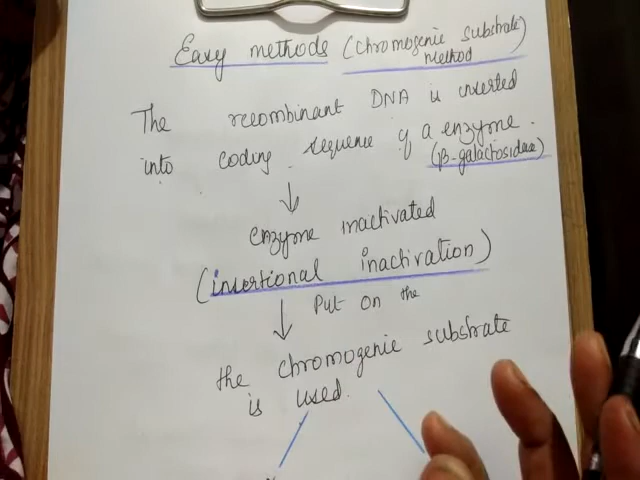 Easy methods (chromogenic substrate)
method
The recombinant DNA is inserted
into coding sequence of a enzyme.
(β-galactosidase)
enzyme inactivated
(insertional inactivation)
Put on the
the chromogenic substrate
is used.